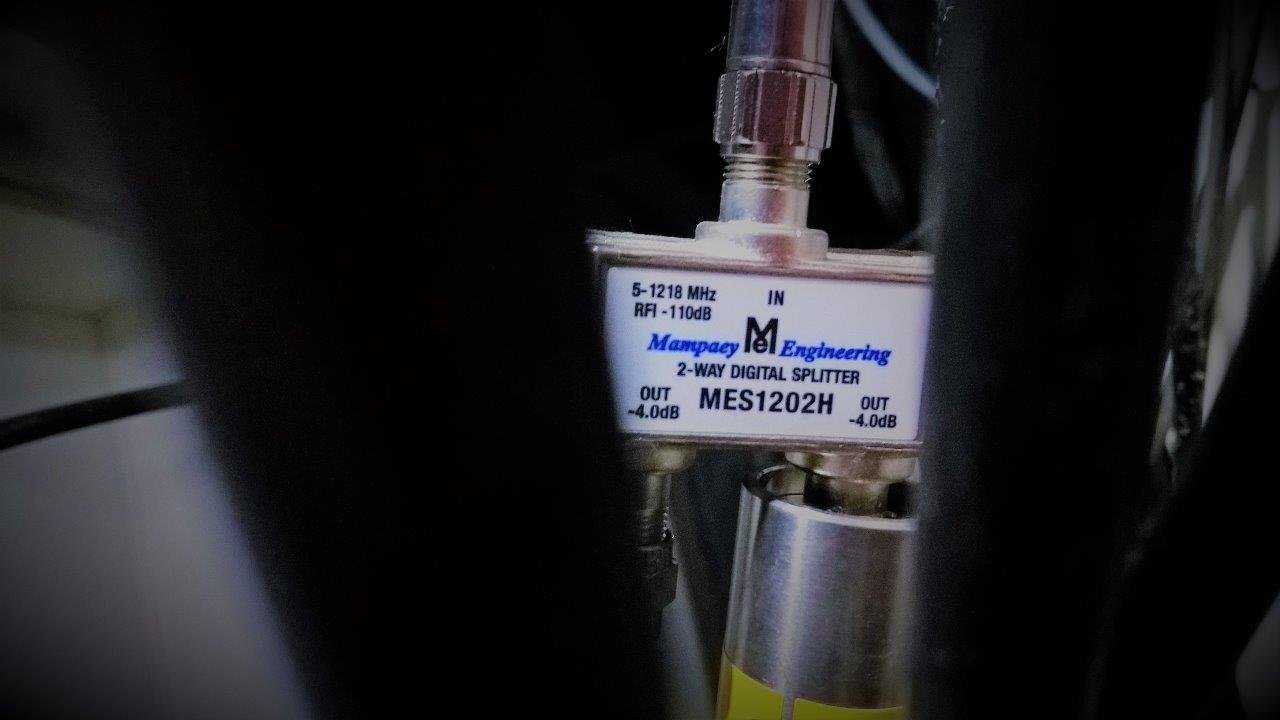 5-1218 MHz IN
RFI -110dB
Mampaey Me Engineering
2-WAY DIGITAL SPLITTER
OUT MES1202H OUT
-4.0dB -4.0dB